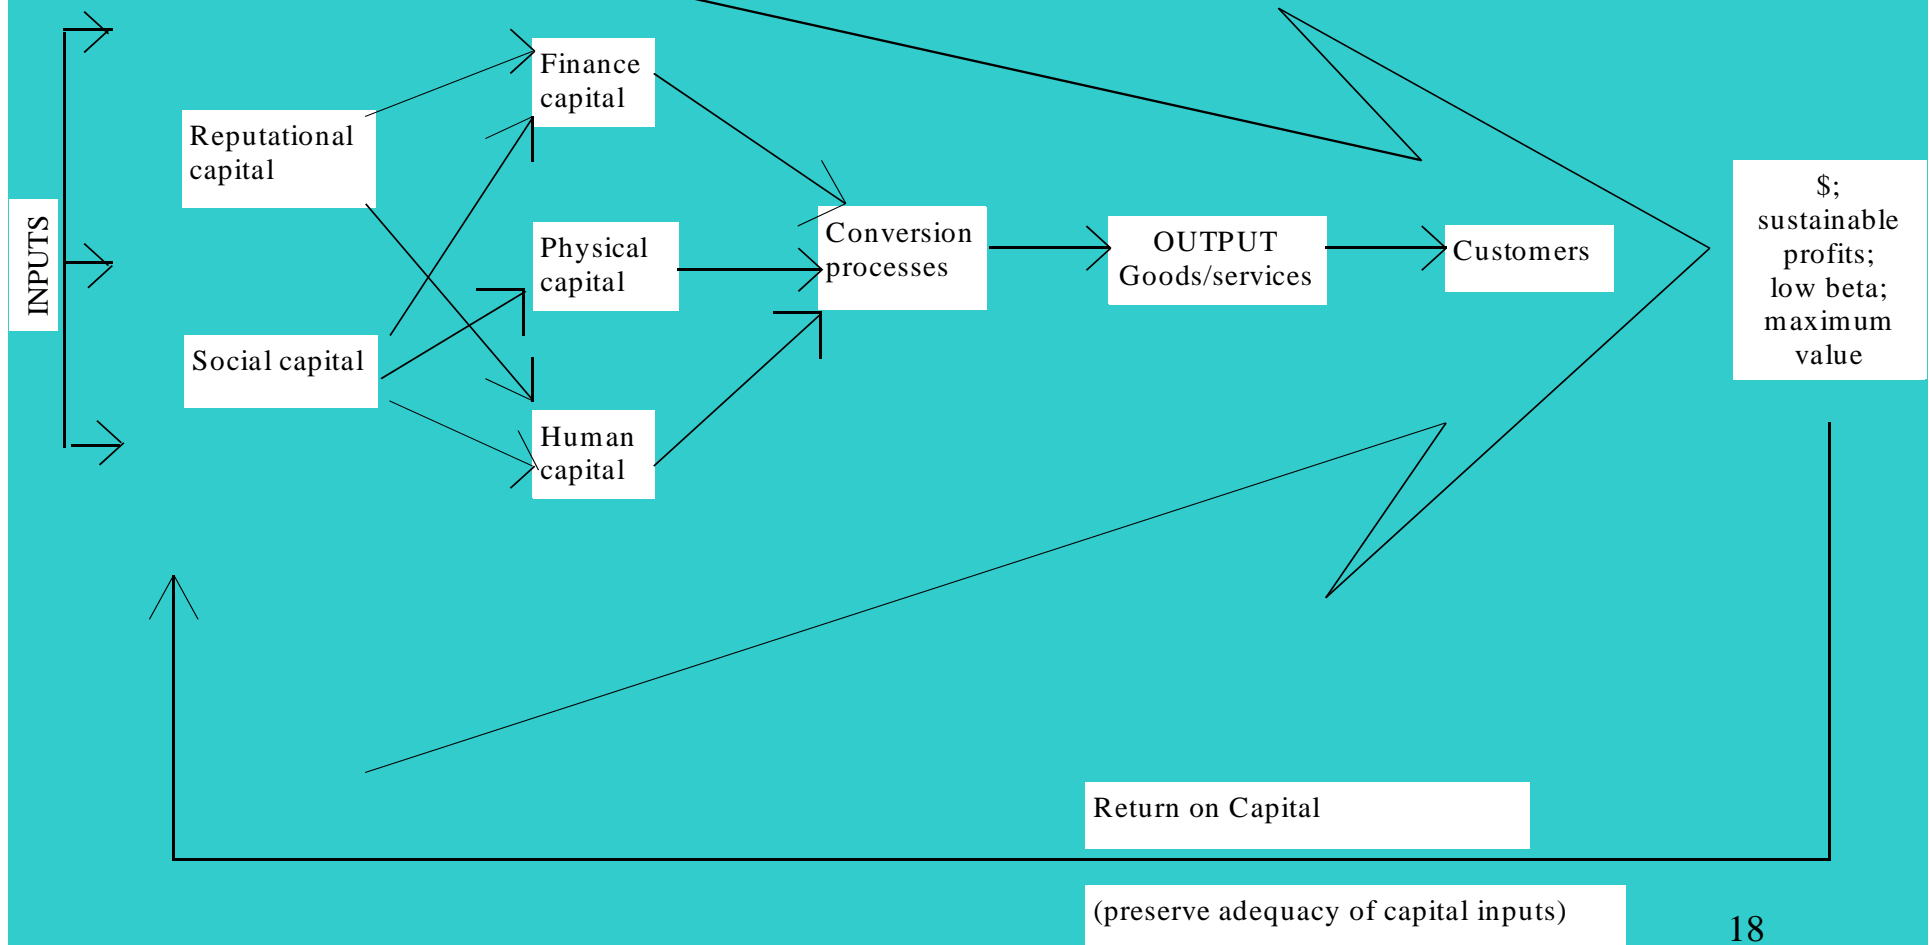 INPUTS
Reputational
capital
Social capital
Finance
capital
Physical
capital
Human
capital
Conversion
processes
OUTPUT
Goods/services
Customers
$;
sustainable
profits;
low beta;
maximum
value
Return on Capital
(preserve adequacy of capital inputs)
18